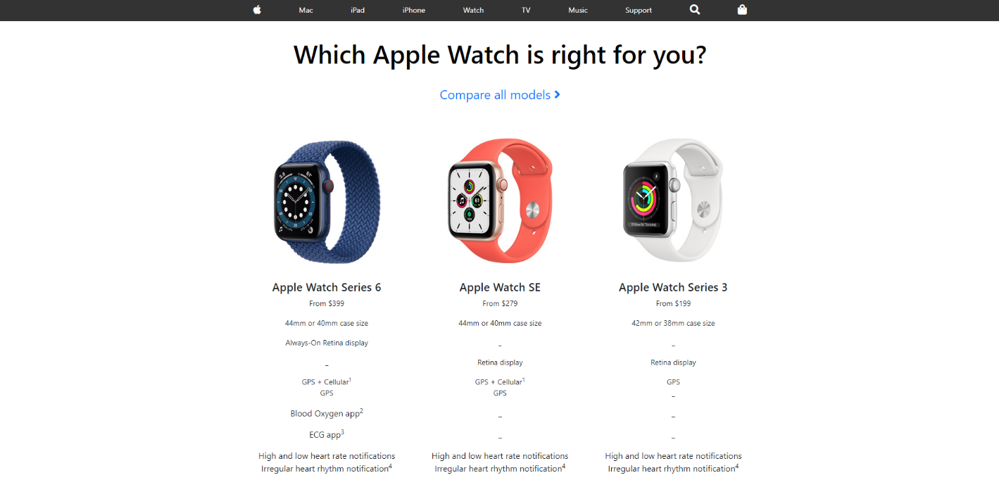 Mac iPad iPhone Watch TV Music Support
Which Apple Watch is right for you?
Compare all models
61
Apple Watch Series 6
From $399
44mm or 40mm case size
Always-On Retina display
_
GPS + Cellular¹
GPS
Blood Oxygen app²
ECG app³
High and low heart rate notifications
Irregular heart rhythm notification⁴
Apple Watch SE
From $279
44mm or 40mm case size
_
Retina display
GPS + Cellular¹
GPS
_
_
High and low heart rate notifications
Irregular heart rhythm notification⁴
Apple Watch Series 3
From $199
42mm or 38mm case size
_
Retina display
GPS
_
_
_
High and low heart rate notifications
Irregular heart rhythm notification⁴